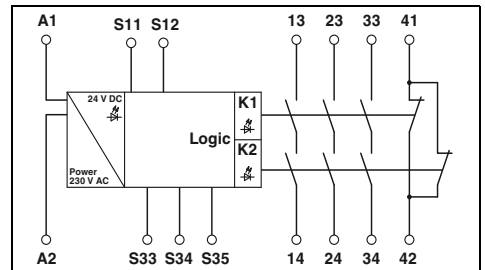 A1 S11 S12 13 23 33 41
24 V DC
K1
Logic
K2
Power
230 V AC
A2 S33 S34 S35 14 24 34 42